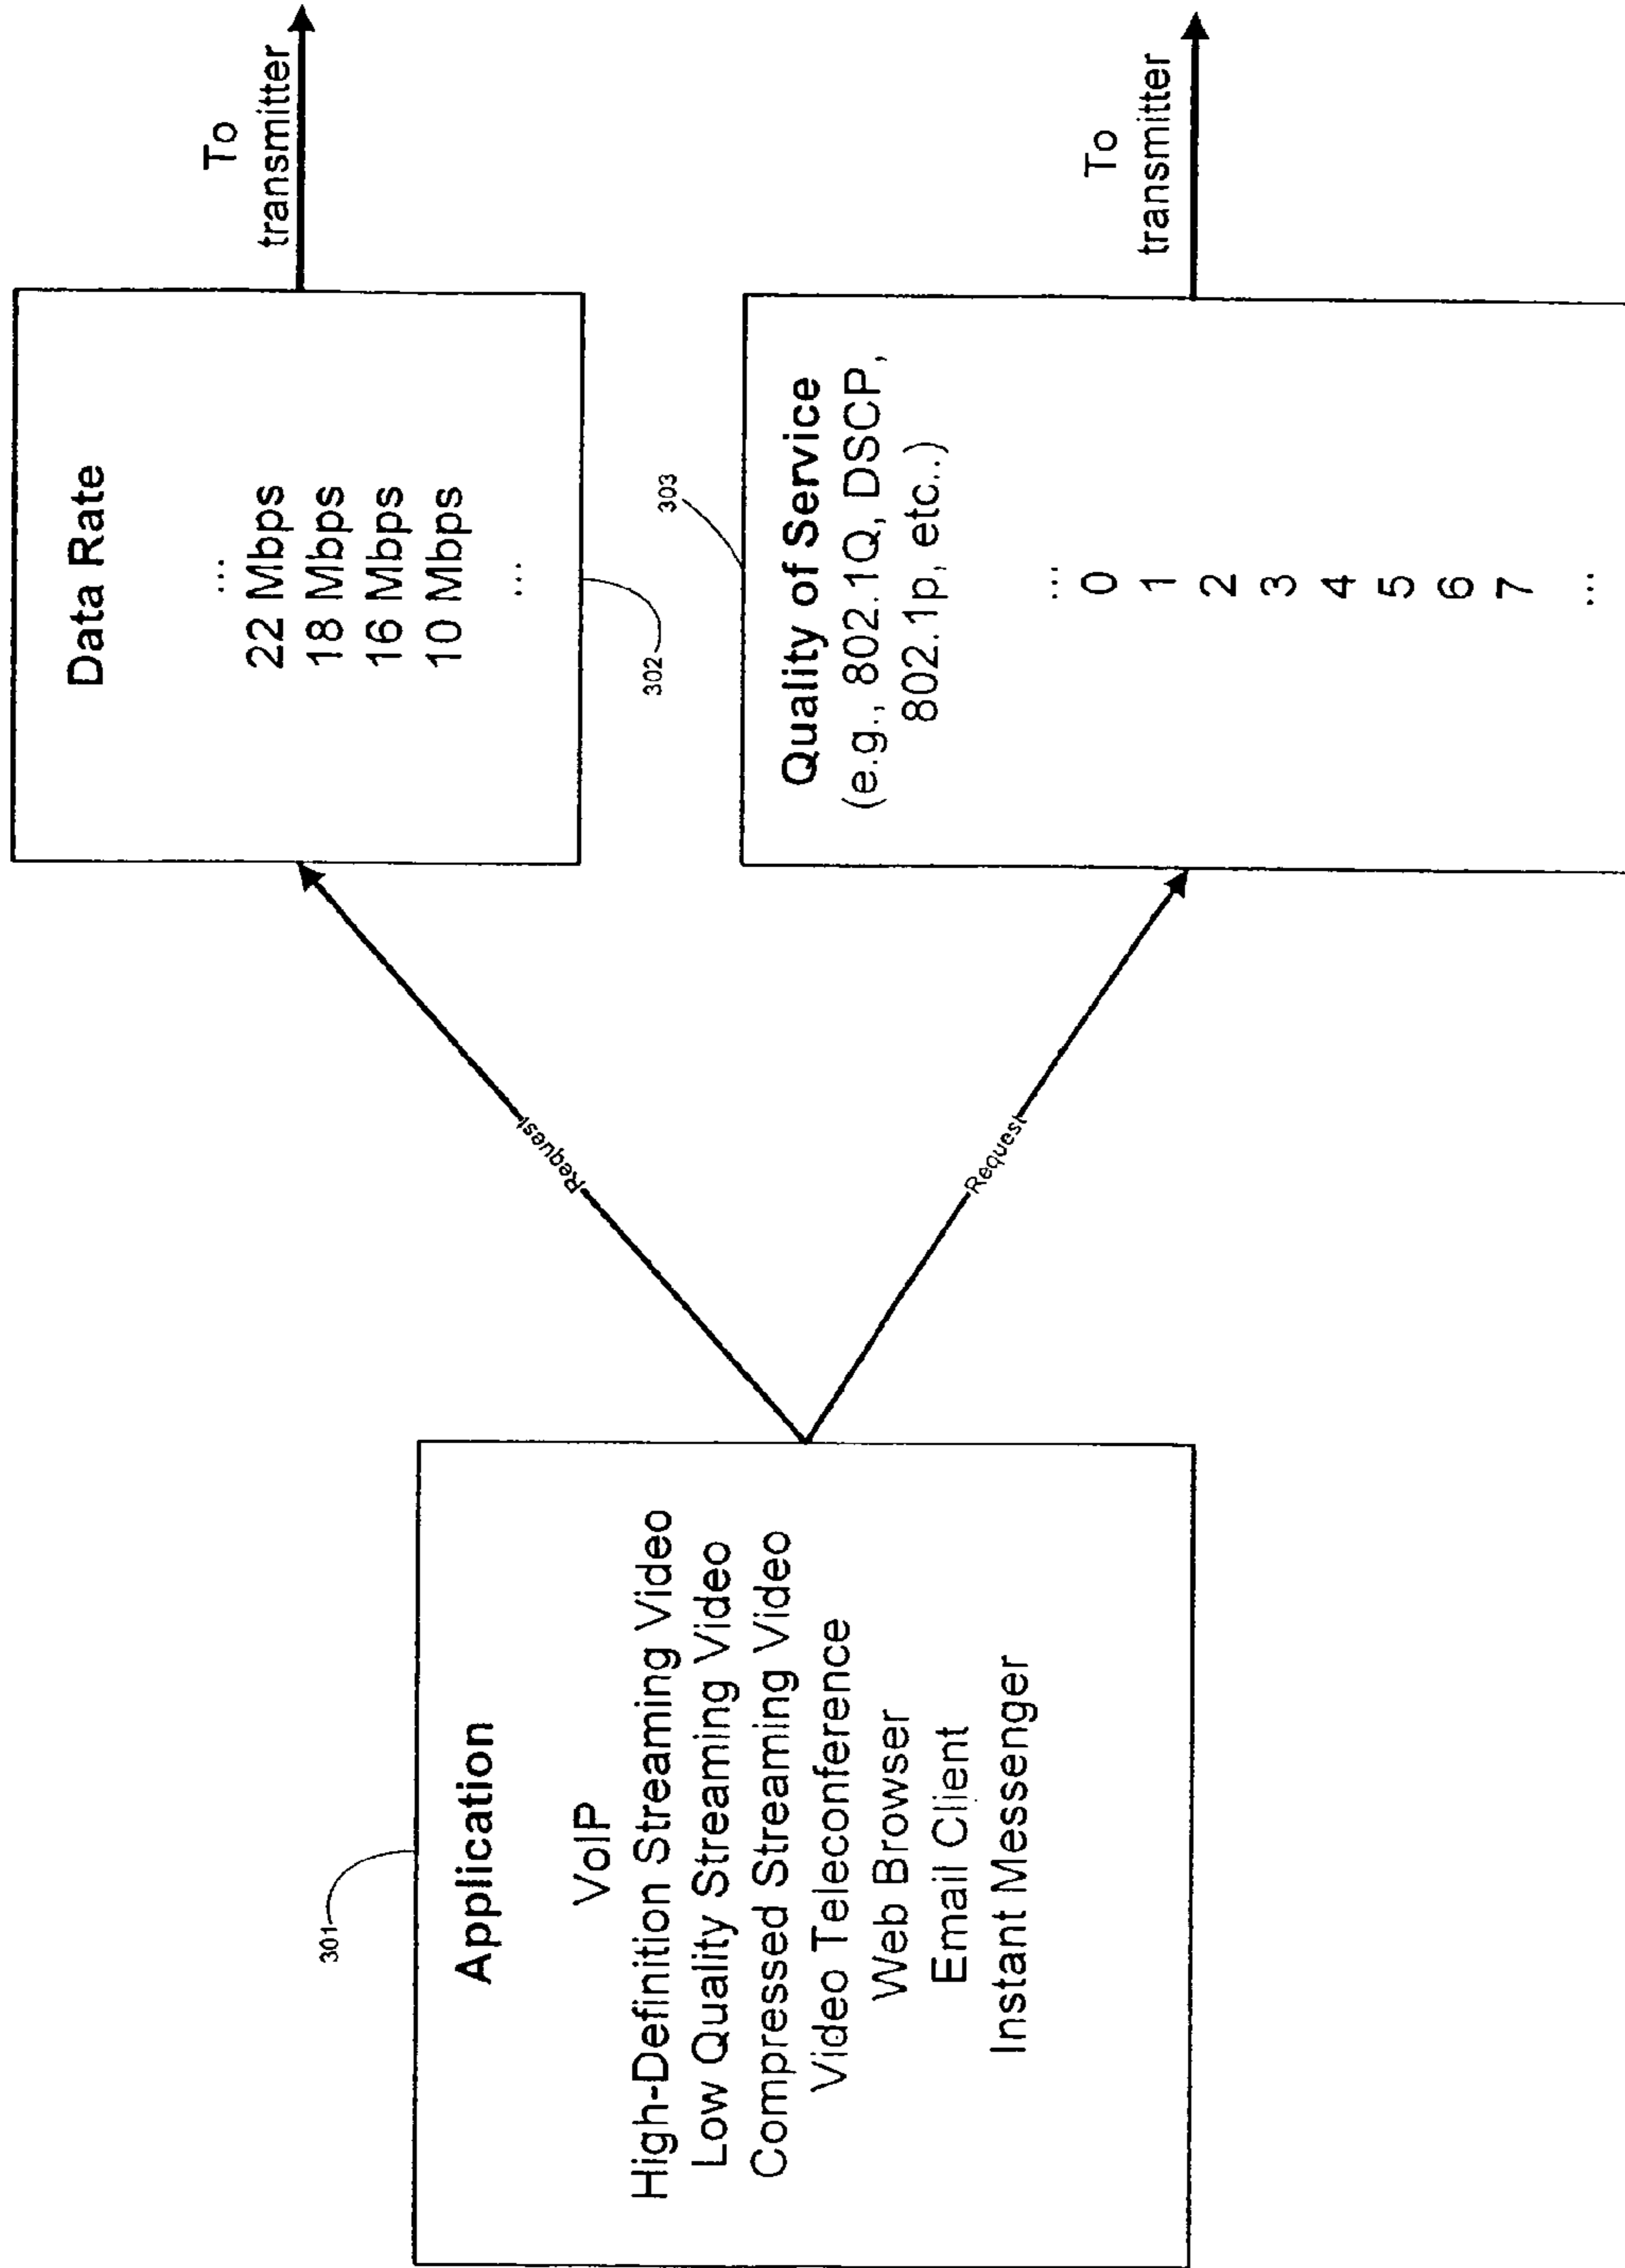 301
Application
VoIP
High-Definition Streaming Video
Low Quality Streaming Video
Compressed Streaming Video
Video Teleconference
Web Browser
Email Client
Instant Messenger
Request
Request
Data Rate
...
22 Mbps
18 Mbps
16 Mbps
10 Mbps
...
302
To
transmitter
303
Quality of Service
(e.g., 802.1Q, DSCP,
802.1p, etc..)
...
0
1
2
3
4
5
6
7
...
To
transmitter